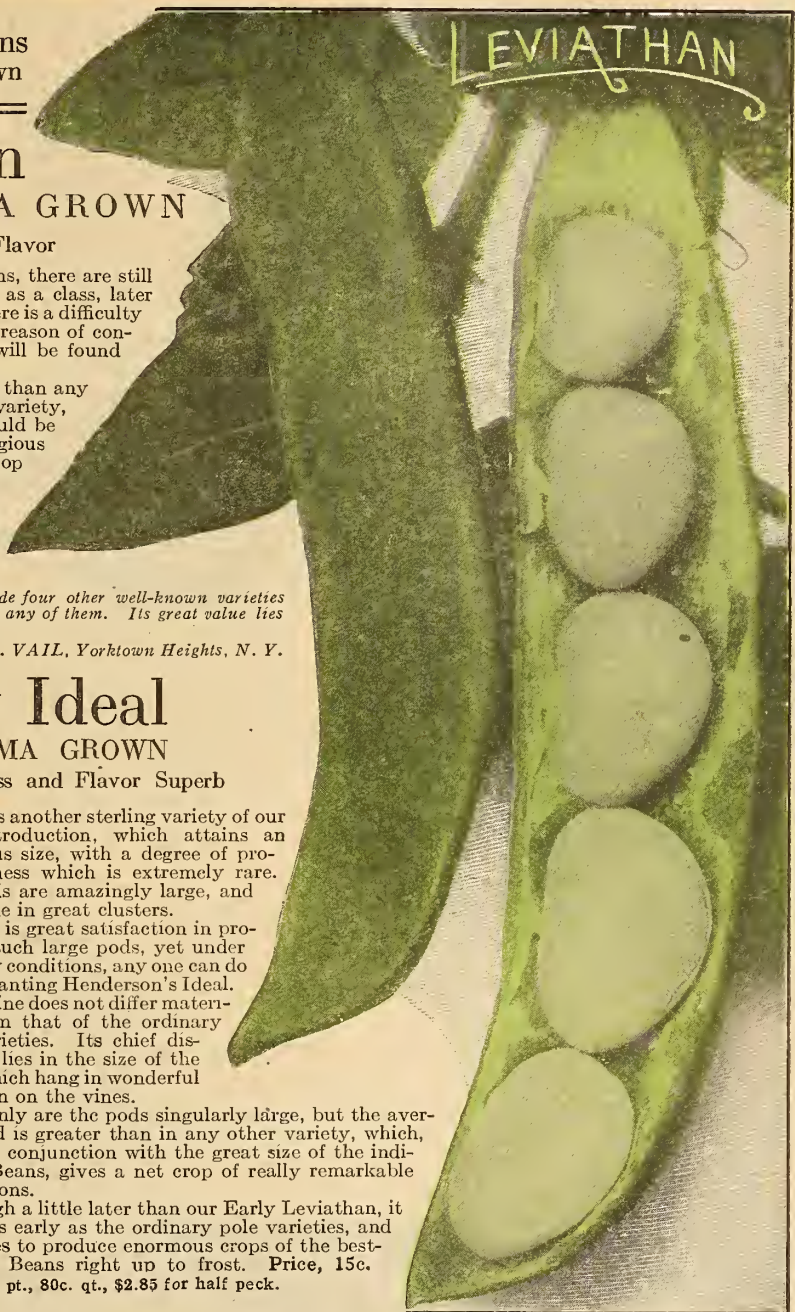 LEVIATHAN
ns
wn
n
A GROWN
Flavor
ns, there are still
as a class, later
re is a difficulty
reason of con-
will be found
than any
variety,
uld be
gious
op
de four other well-known varieties
any of them. Its great value lies
. VAIL, Yorktown Heights, N. Y.
Ideal
MA GROWN
ss and Flavor Superb
s another sterling variety of our
troduction, which attains an
us size, with a degree of pro-
ness which is extremely rare.
ls are amazingly large, and
e in great clusters.
is great satisfaction in pro-
such large pods, yet under
conditions, any one can do
anting Henderson's Ideal.
ine does not differ materi-
m that of the ordinary
rieties. Its chief dis-
lies in the size of the
hich hang in wonderful
n on the vines.
nly are the pods singularly large, but the aver-
d is greater than in any other variety, which,
conjunction with the great size of the indi-
Beans, gives a net crop of really remarkable
ons.
gh a little later than our Early Leviathan, it
s early as the ordinary pole varieties, and
es to produce enormous crops of the best-
Beans right up to frost. Price, 15c.
pt., 80c. qt., $2.85 for half peck.